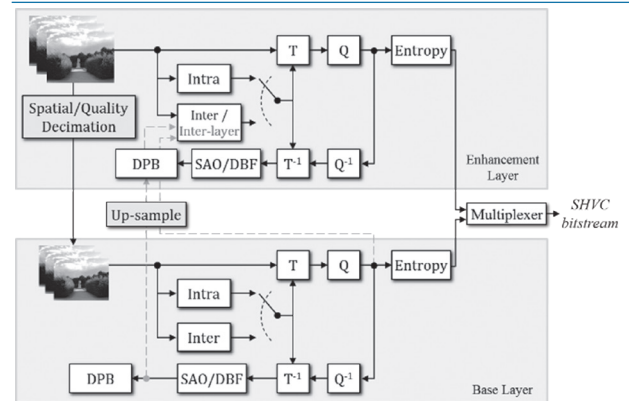 T
Q
Entropy
Intra
Spatial/Quality
Decimation
Inter /
Inter-layer
DPB
SAO/DBF
T-1
Q-1
Enhancement
Layer
Up-sample
Multiplexer
SHVC
bitstream
T
Q
Entropy
Intra
Inter
DPB
SAO/DBF
T-1
Q-1
Base Layer